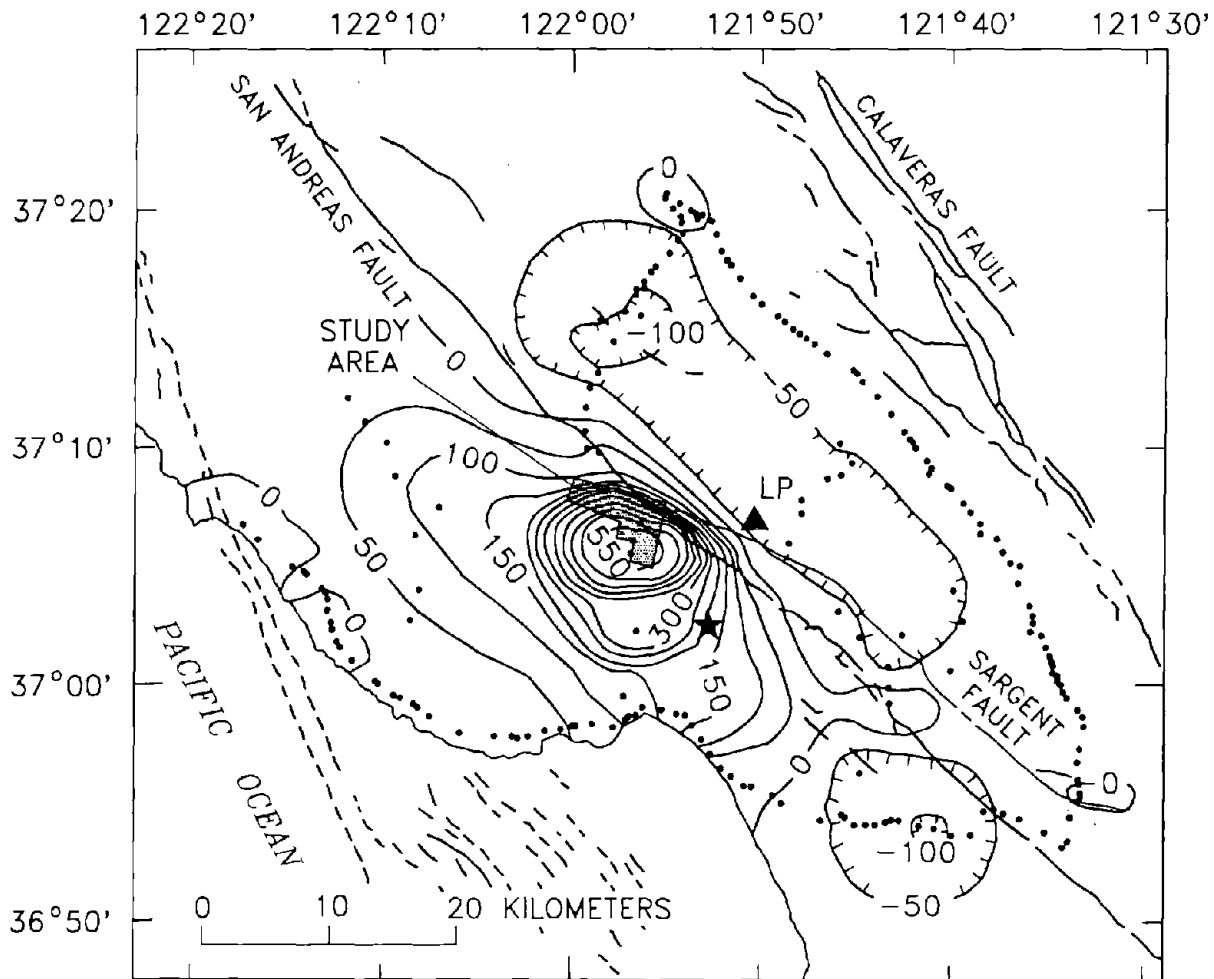 122°20' 122°10' 122°00' 121°50' 121°40' 121°30'
37°20'
37°10'
37°00'
36°50'
SAN ANDREAS FAULT
CALAVERAS FAULT
0
STUDY
AREA
0
-100
-50
100
LP
0
50
150
550
300
0
150
SARGENT
FAULT
PACIFIC
OCEAN
0
0
-100
-50
0 10 20 KILOMETERS